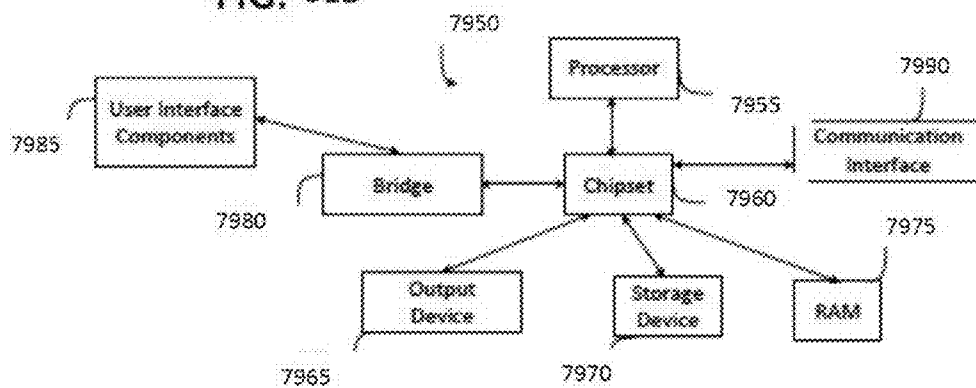 FIG.
7950
Processor
7990
User Interface
Components
7955
Communication
Interface
7985
Bridge
Chipset
7960
7980
7975
Output
Device
Storage
Device
RAM
7965
7970